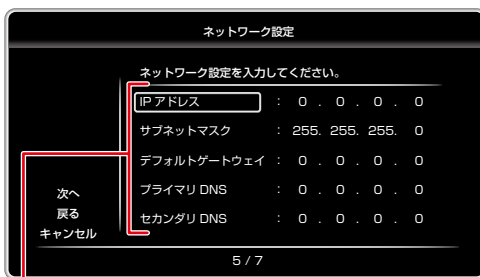 ネットワーク設定
ネットワーク設定を入力してください。
IP アドレス : 0 . 0 . 0 . 0
サブネットマスク : 255. 255. 255. 0
デフォルトゲートウェイ : 0 . 0 . 0 . 0
プライマリ DNS : 0 . 0 . 0 . 0
セカンダリ DNS : 0 . 0 . 0 . 0
次へ
戻る
キャンセル
5 / 7